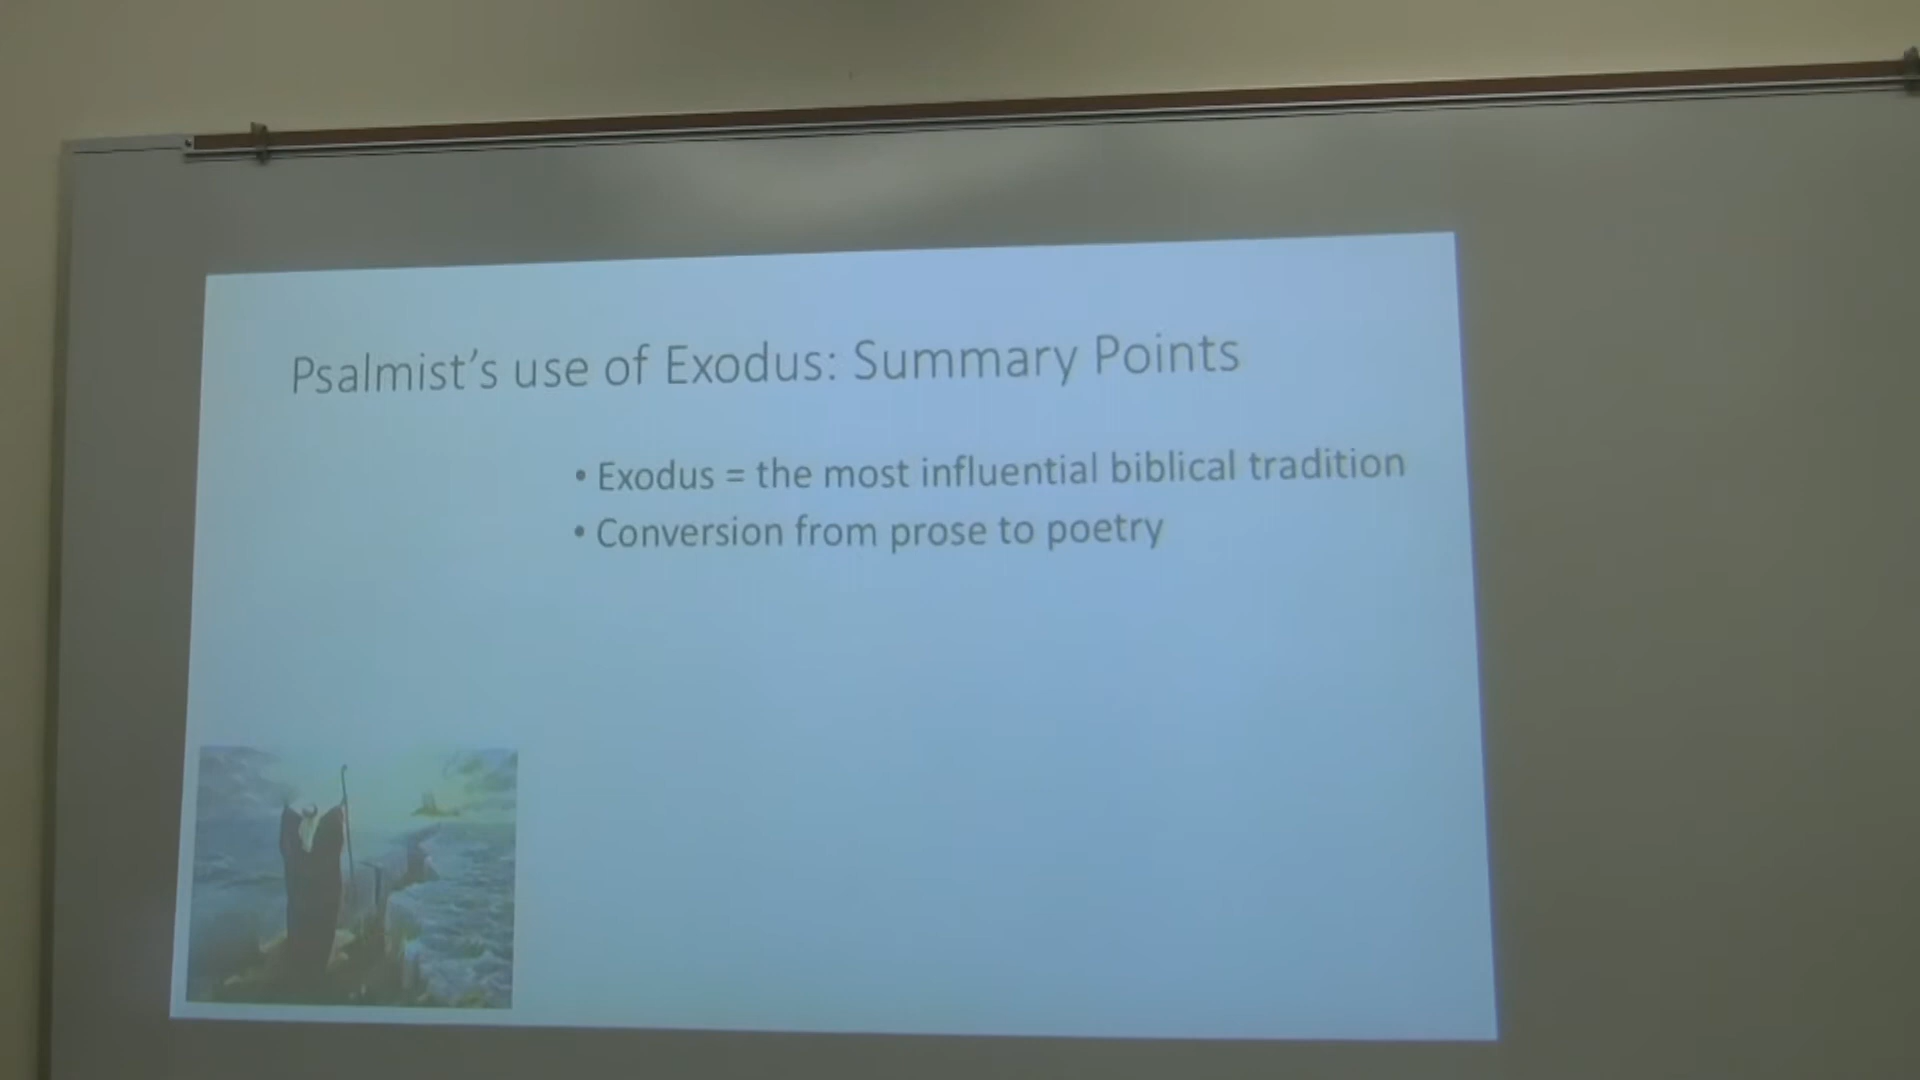 Psalmist's use of Exodus: Summary Points
• Exodus = the most influential biblical tradition
• Conversion from prose to poetry